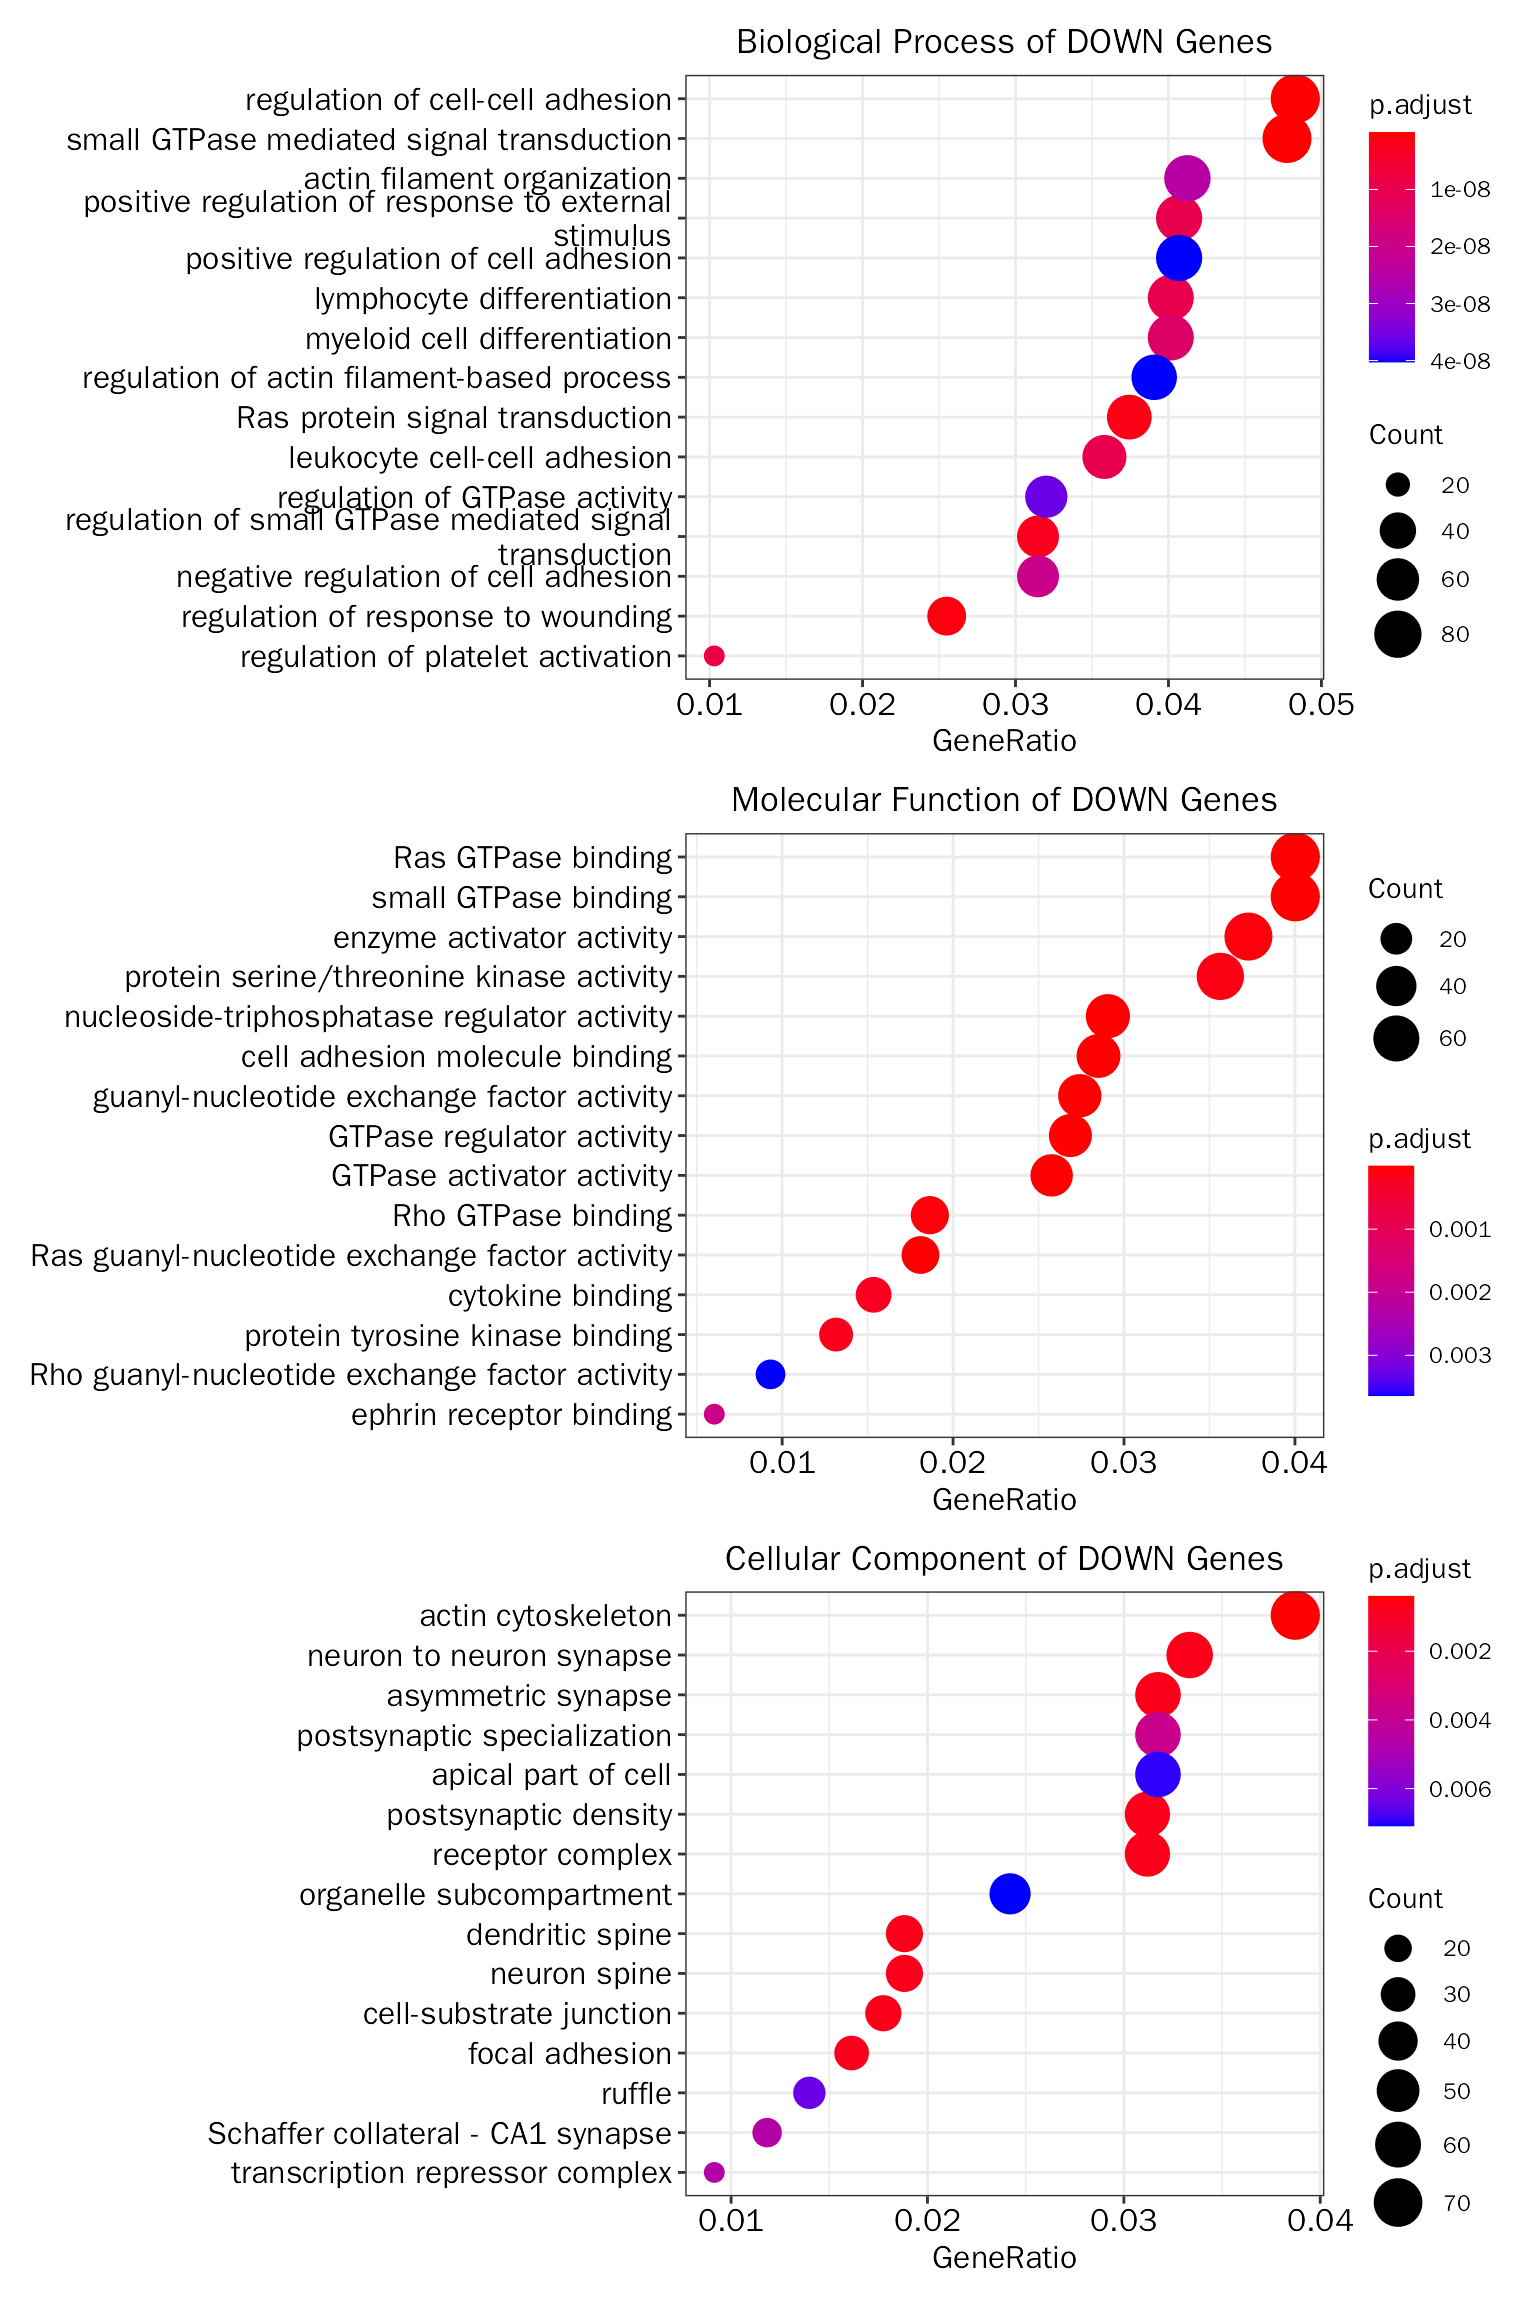 Biological Process of DOWN Genes
regulation of cell-cell adhesion
small GTPase mediated signal transduction
actin filament organization
positive regulation of response to external
stimulus
positive regulation of cell adhesion
lymphocyte differentiation
myeloid cell differentiation
regulation of actin filament-based process
Ras protein signal transduction
leukocyte cell-cell adhesion
regulation of GTPase activity
regulation of small GTPase mediated signal
transduction
negative regulation of cell adhesion
regulation of response to wounding
regulation of platelet activation
0.01 0.02 0.03 0.04 0.05
GeneRatio
p.adjust
1e-08
2e-08
3e-08
4e-08
Count
20
40
60
80
Molecular Function of DOWN Genes
Ras GTPase binding
small GTPase binding
enzyme activator activity
protein serine/threonine kinase activity
nucleoside-triphosphatase regulator activity
cell adhesion molecule binding
guanyl-nucleotide exchange factor activity
GTPase regulator activity
GTPase activator activity
Rho GTPase binding
Ras guanyl-nucleotide exchange factor activity
cytokine binding
protein tyrosine kinase binding
Rho guanyl-nucleotide exchange factor activity
ephrin receptor binding
0.01 0.02 0.03 0.04
GeneRatio
Count
20
40
60
p.adjust
0.001
0.002
0.003
Cellular Component of DOWN Genes
actin cytoskeleton
neuron to neuron synapse
asymmetric synapse
postsynaptic specialization
apical part of cell
postsynaptic density
receptor complex
organelle subcompartment
dendritic spine
neuron spine
cell-substrate junction
focal adhesion
ruffle
Schaffer collateral - CA1 synapse
transcription repressor complex
0.01 0.02 0.03 0.04
GeneRatio
p.adjust
0.002
0.004
0.006
Count
20
30
40
50
60
70